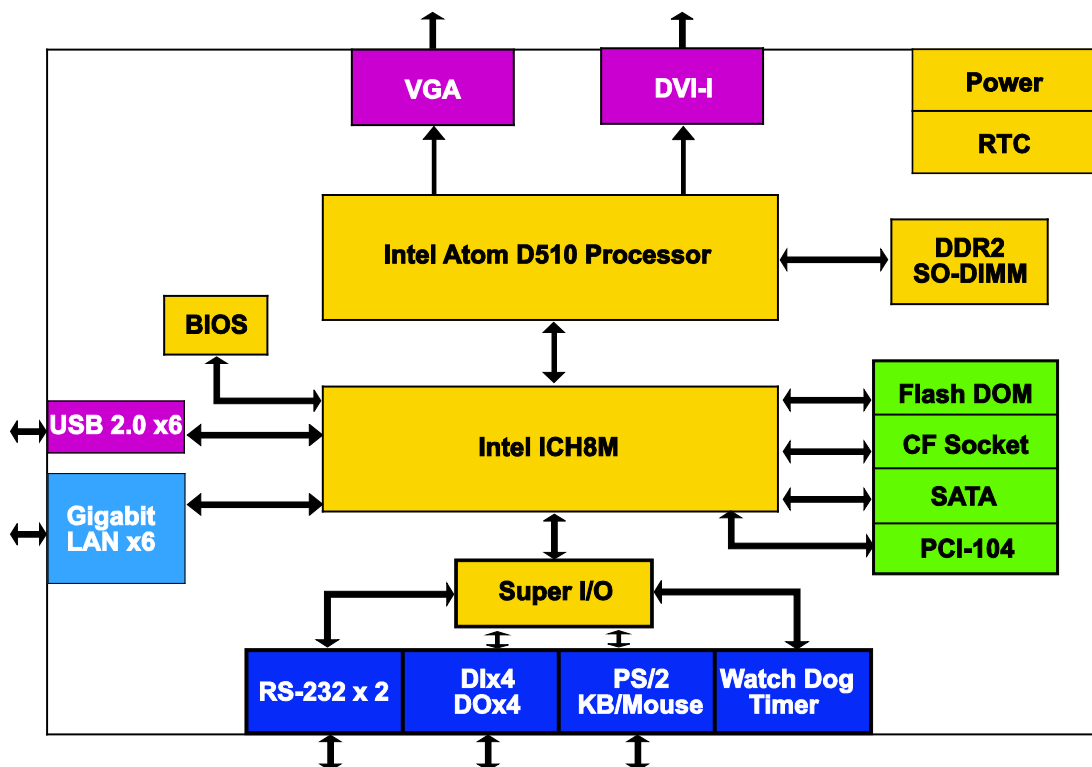 VGA
DVI-I
Power
RTC
Intel Atom D510 Processor
DDR2
SO-DIMM
BIOS
Flash DOM
USB 2.0 x6
Intel ICH8M
CF Socket
SATA
Gigabit
LAN x6
PCI-104
Super I/O
RS-232 x 2
DIx4
DOx4
PS/2
KB/Mouse
Watch Dog
Timer